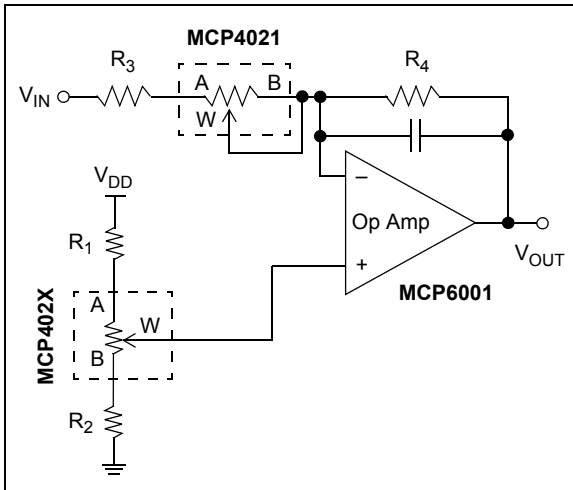 MCP4021
R3
R4
A
B
VIN
W
VDD
R1
Op Amp
–
+
VOUT
MCP6001
MCP402X
A
W
B
R2